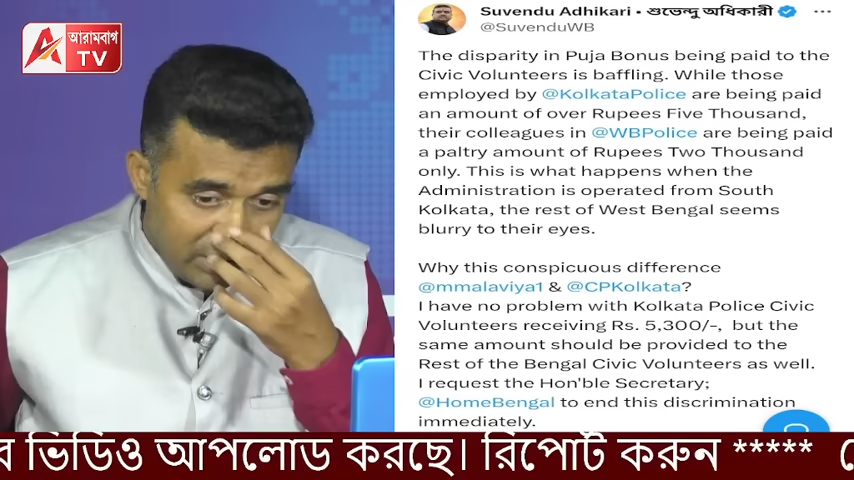 আরামবাগ
TV
Suvendu Adhikari • শুভেন্দু অধিকারী
@SuvenduWB
The disparity in Puja Bonus being paid to the
Civic Volunteers is baffling. While those
employed by @KolkataPolice are being paid
an amount of over Rupees Five Thousand,
their colleagues in @WBPolice are being paid
a paltry amount of Rupees Two Thousand
only. This is what happens when the
Administration is operated from South
Kolkata, the rest of West Bengal seems
blurry to their eyes.
Why this conspicuous difference
@mmalaviya1 & @CPKolkata?
I have no problem with Kolkata Police Civic
Volunteers receiving Rs. 5,300/-, but the
same amount should be provided to the
Rest of the Bengal Civic Volunteers as well.
I request the Hon'ble Secretary;
@HomeBengal to end this discrimination
immediately.
ভিডিও আপলোড করছে। রিপোর্ট করুন *****